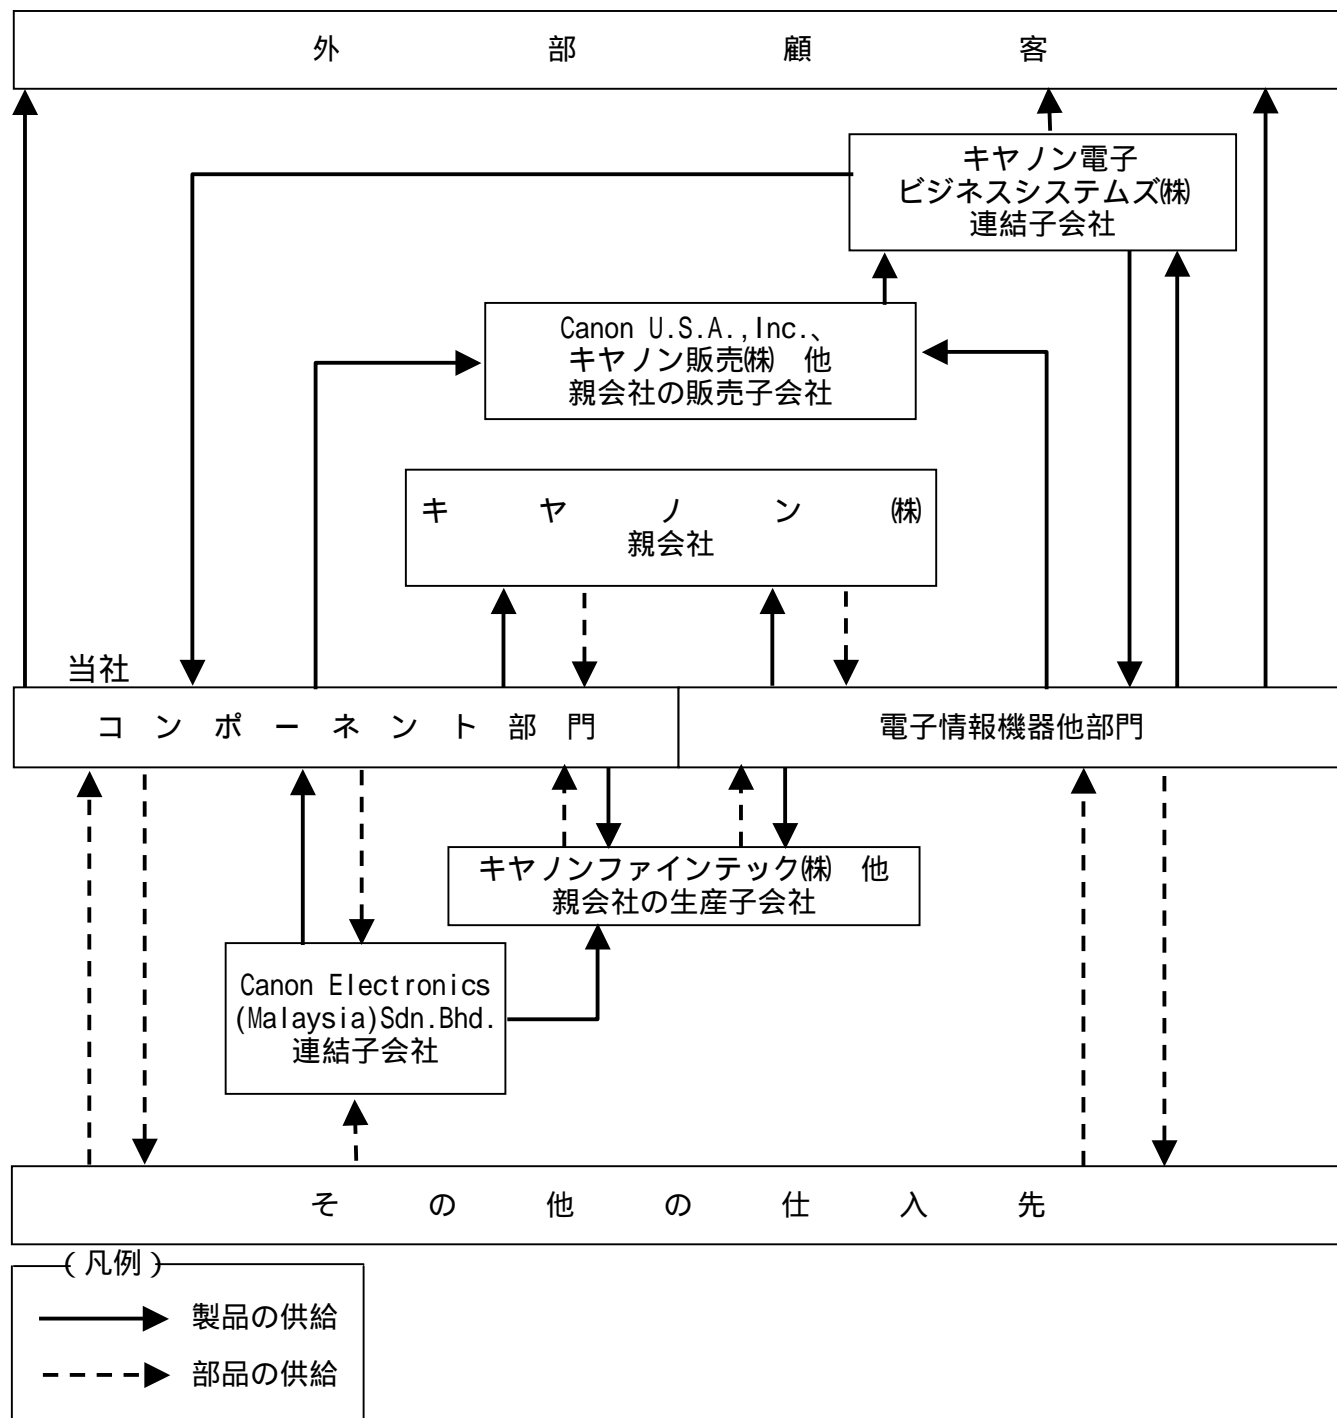 外部顧客
キヤノン電子
ビジネスシステムズ㈱
連結子会社
Canon U.S.A.,Inc.、
キヤノン販売㈱　他
親会社の販売子会社
キヤノン㈱
親会社
当社
コンポーネント部門
電子情報機器他部門
キヤノンファインテック㈱　他
親会社の生産子会社
Canon Electronics
(Malaysia)Sdn.Bhd.
連結子会社
その他の仕入先
(凡例)
製品の供給
部品の供給